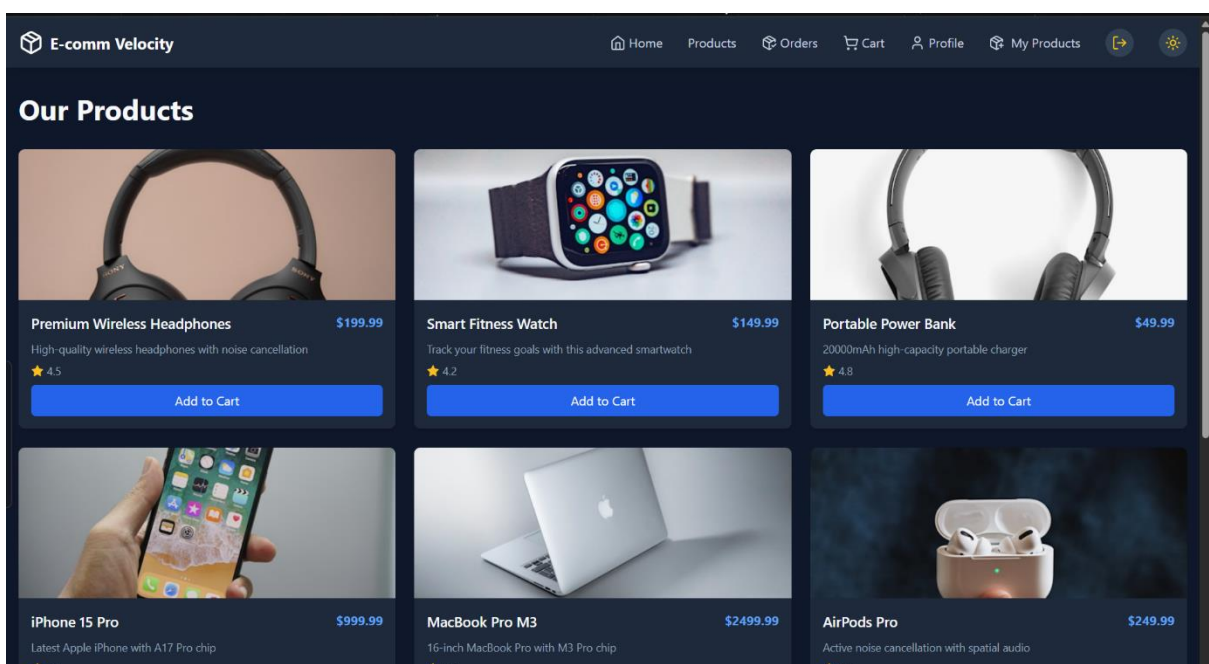 E-comm Velocity
Home Products Orders Cart Profile My Products
Our Products
SONY SONY
Premium Wireless Headphones $199.99
High-quality wireless headphones with noise cancellation
4.5
Add to Cart
Smart Fitness Watch $149.99
Track your fitness goals with this advanced smartwatch
4.2
Add to Cart
Portable Power Bank $49.99
20000mAh high-capacity portable charger
4.8
Add to Cart
iPhone 15 Pro $999.99
Latest Apple iPhone with A17 Pro chip
MacBook Pro M3 $2499.99
16-inch MacBook Pro with M3 Pro chip
AirPods Pro $249.99
Active noise cancellation with spatial audio